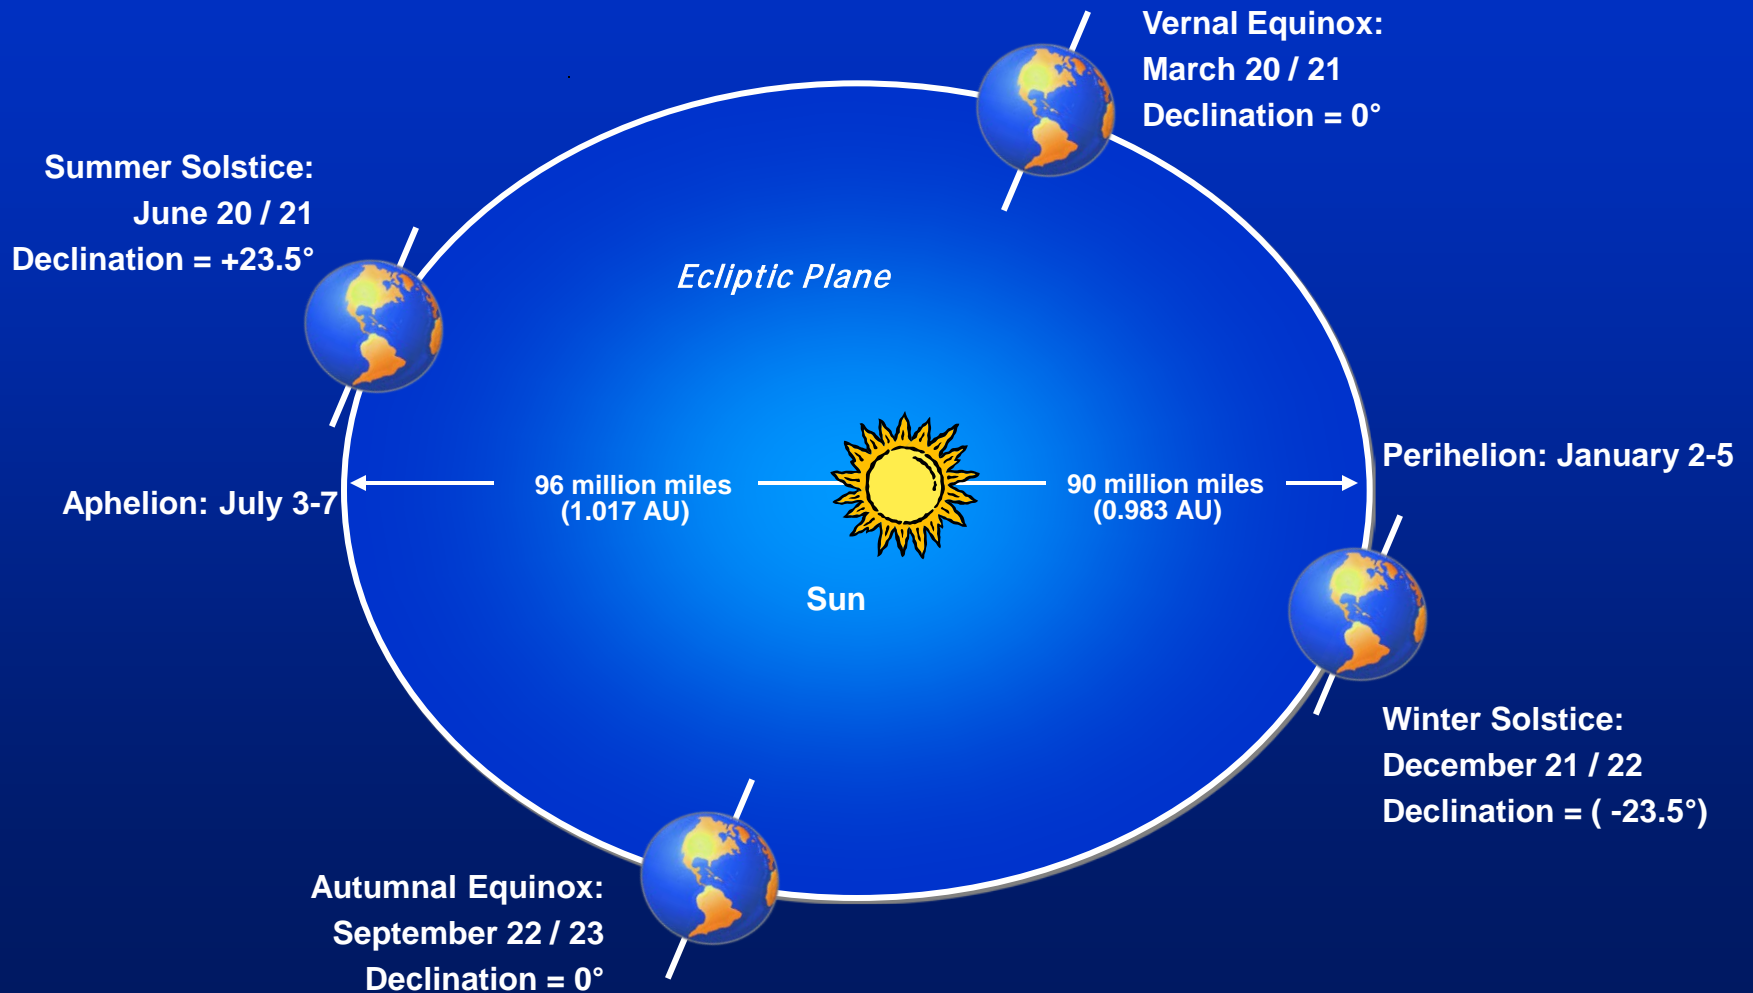 Vernal Equinox:
March 20 / 21
Declination = 0°
Summer Solstice:
June 20 / 21
Declination = +23.5°
Ecliptic Plane
Perihelion: January 2-5
96 million miles
(1.017 AU)
90 million miles
(0.983 AU)
Aphelion: July 3-7
Sun
Winter Solstice:
December 21 / 22
Declination = ( -23.5°)
Autumnal Equinox:
September 22 / 23
Declination = 0°